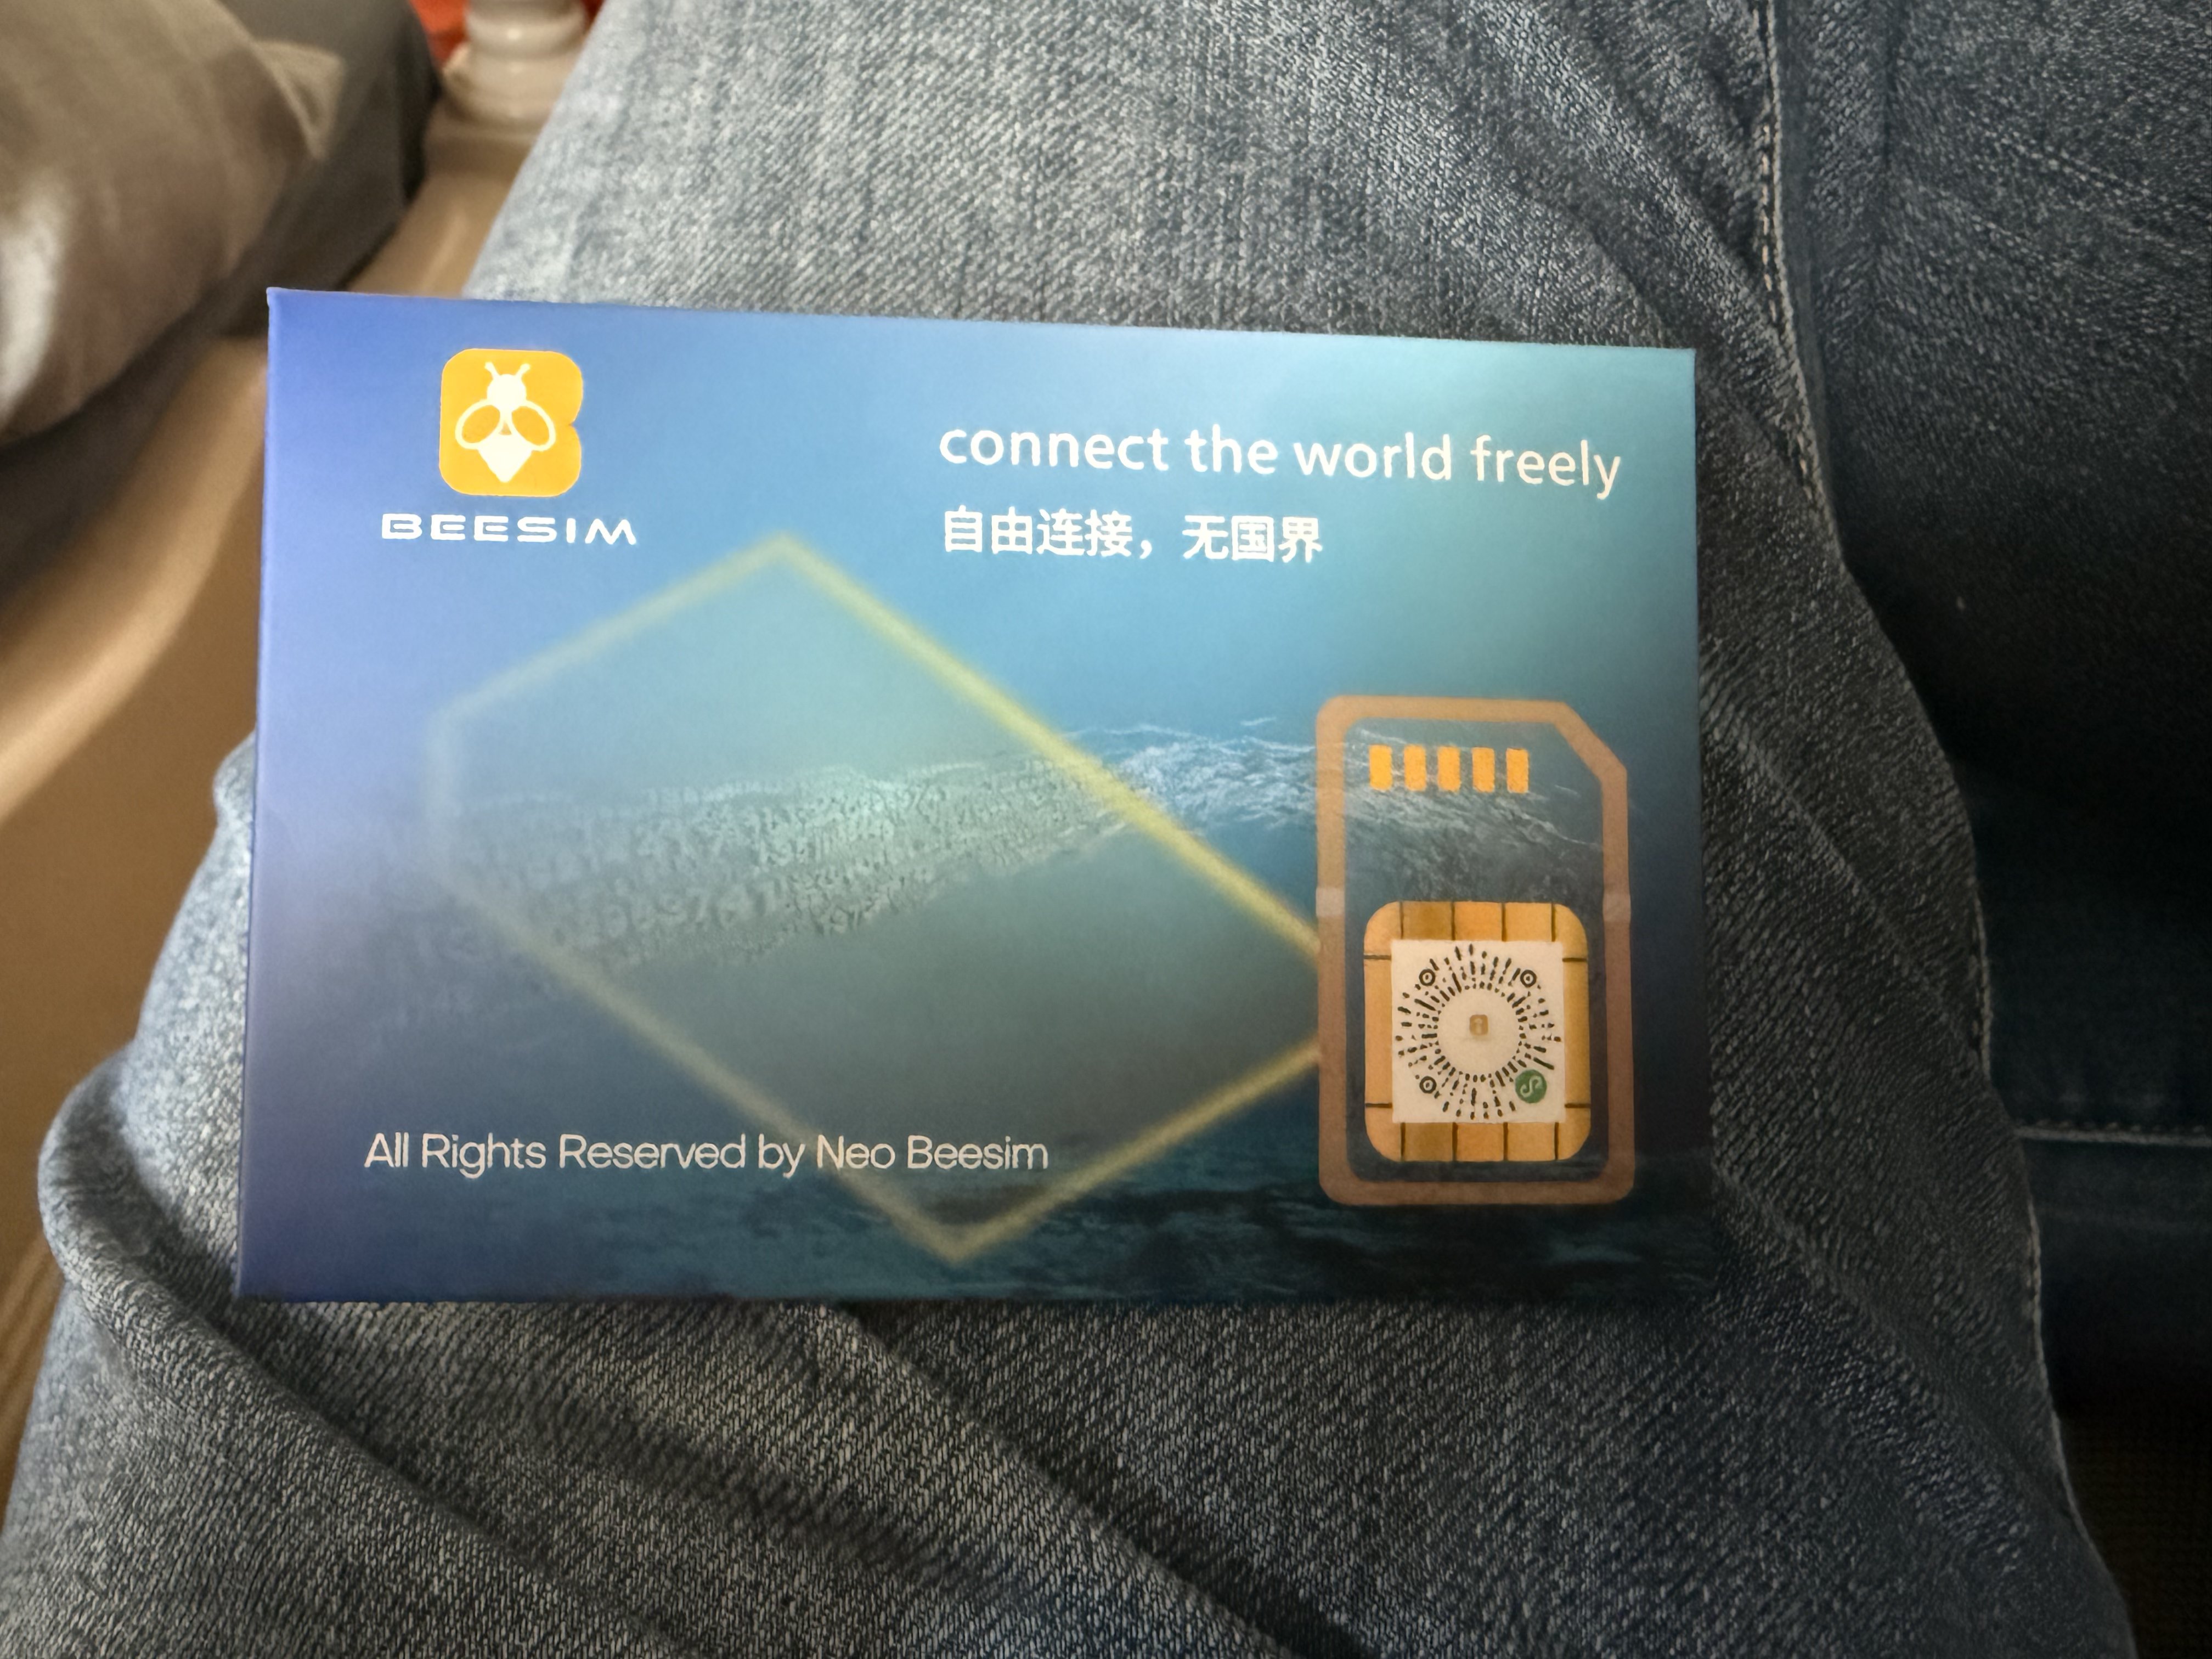 BEESIM
connect the world freely
自由连接，无国界
All Rights Reserved by Neo Beesim